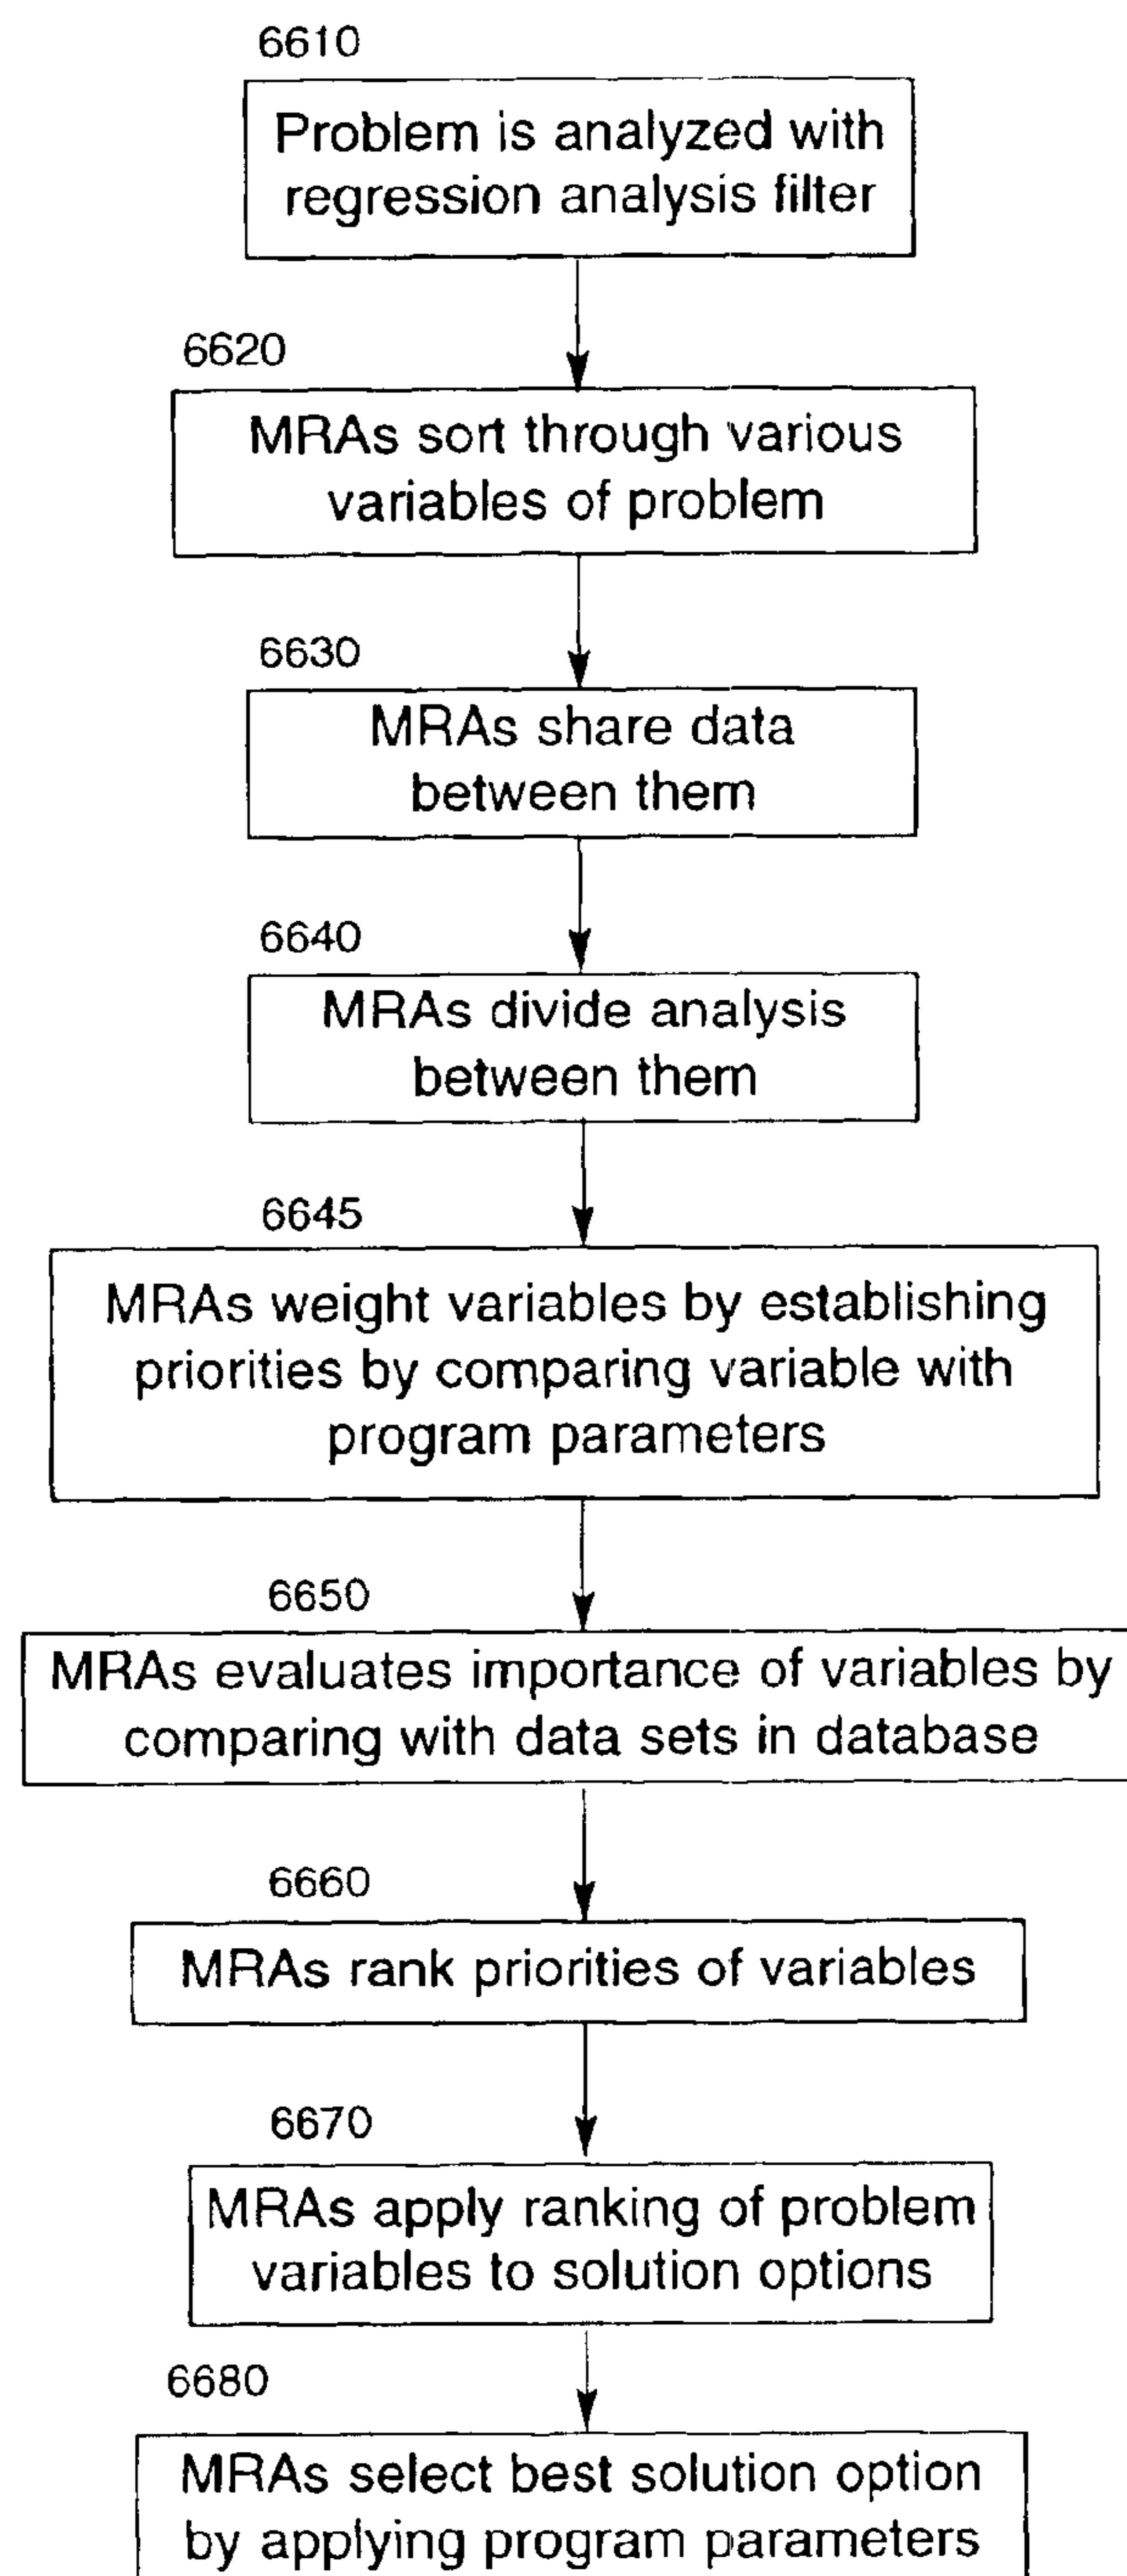 6610
Problem is analyzed with
regression analysis filter
6620
MRAs sort through various
variables of problem
6630
MRAs share data
between them
6640
MRAs divide analysis
between them
6645
MRAs weight variables by establishing
priorities by comparing variable with
program parameters
6650
MRAs evaluates importance of variables by
comparing with data sets in database
6660
MRAs rank priorities of variables
6670
MRAs apply ranking of problem
variables to solution options
6680
MRAs select best solution option
by applying program parameters